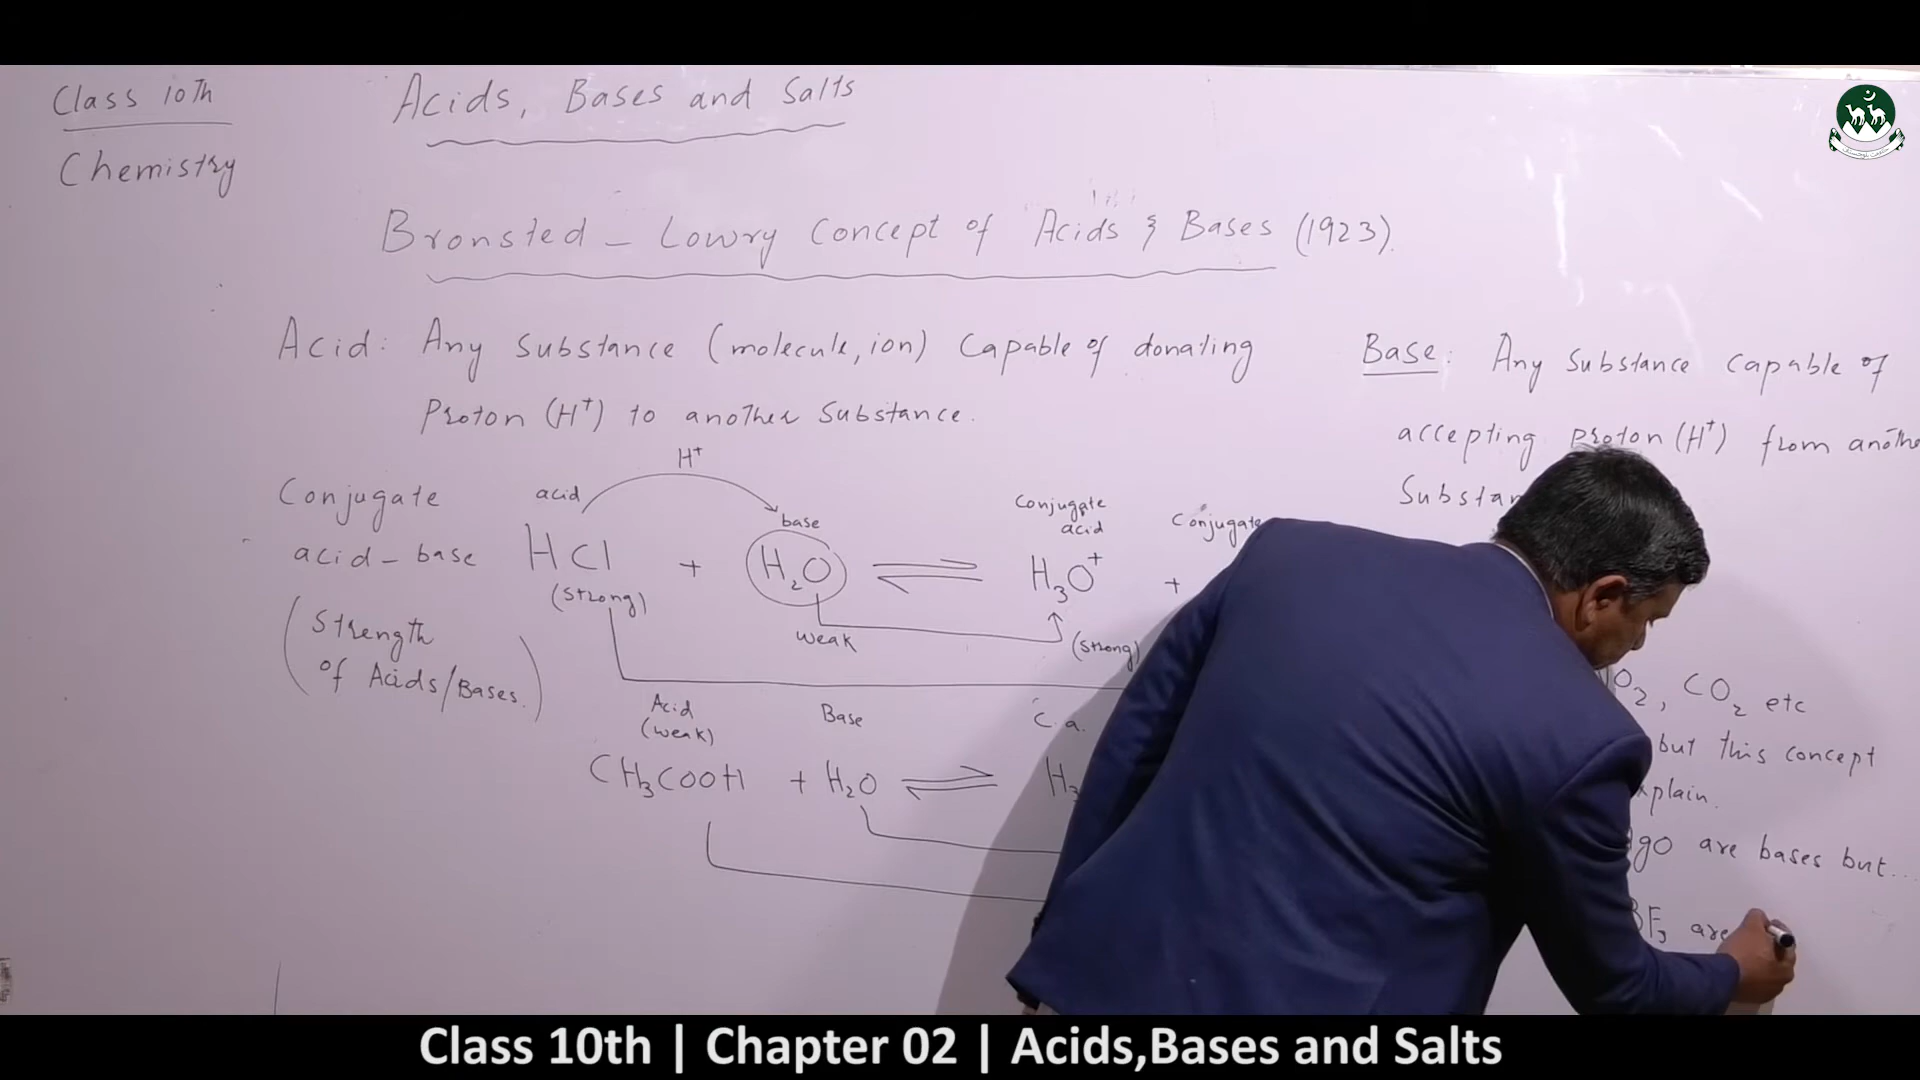 Class 10th
Chemistry
Acids, Bases and Salts
Bronsted - Lowry Concept of Acids & Bases (1923).
Acid: Any substance (molecule, ion) capable of donating
Proton (H⁺) to another substance.
Base: Any substance capable of
accepting proton (H⁺) from
Conjugate
acid - base
(Strength
of Acids/Bases.)
H⁺
acid
base
Conjugate
acid
Conjugate
HCl + H₂O ⇌ H₃O⁺ +
(Strong)
weak
(strong)
Acid
(weak)
Base
C.a.
CH₃COOH + H₂O ⇌
CO₂ etc
but this concept
are bases but...
BF₃ are
Class 10th | Chapter 02 | Acids,Bases and Salts